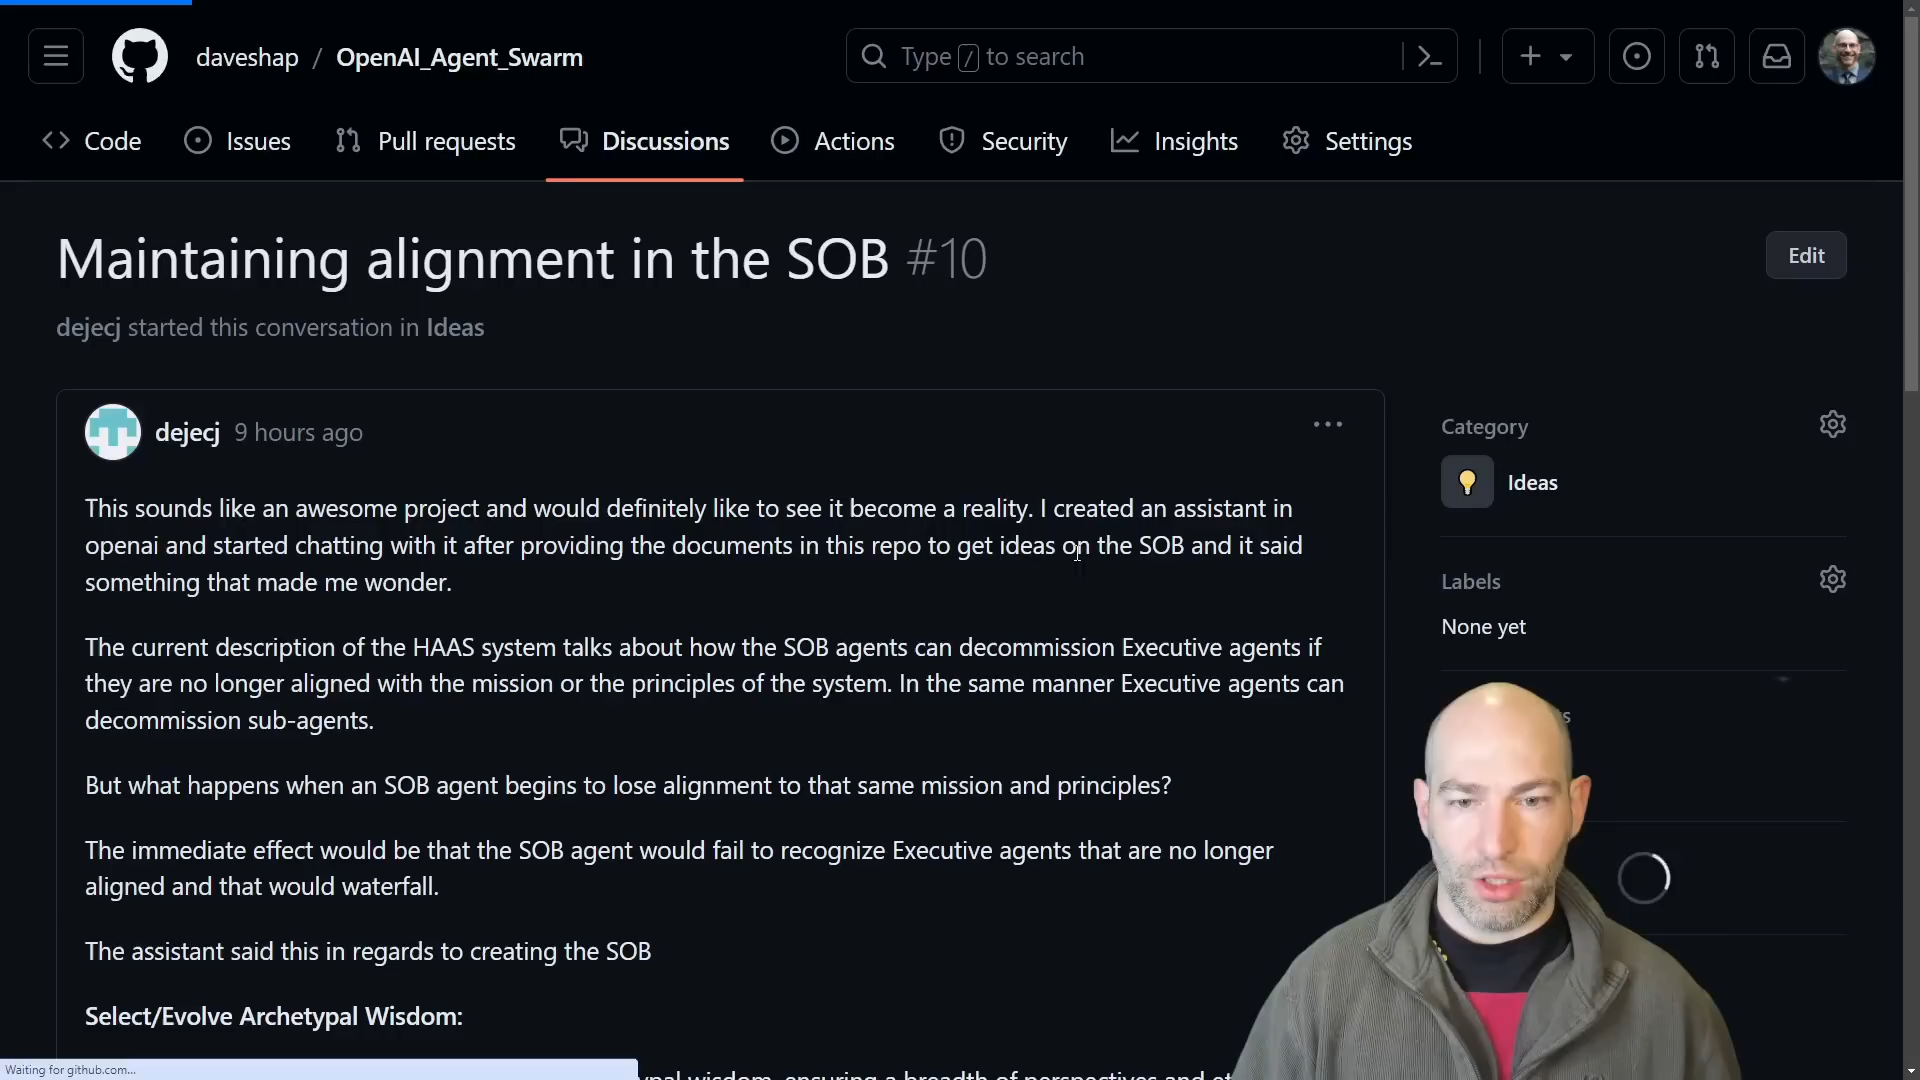 daveshap / OpenAI_Agent_Swarm
Type / to search
Code
Issues
Pull requests
Discussions
Actions
Security
Insights
Settings
Maintaining alignment in the SOB #10
Edit
dejecj started this conversation in Ideas
dejecj 9 hours ago
This sounds like an awesome project and would definitely like to see it become a reality. I created an assistant in
openai and started chatting with it after providing the documents in this repo to get ideas on the SOB and it said
something that made me wonder.
The current description of the HAAS system talks about how the SOB agents can decommission Executive agents if
they are no longer aligned with the mission or the principles of the system. In the same manner Executive agents can
decommission sub-agents.
But what happens when an SOB agent begins to lose alignment to that same mission and principles?
The immediate effect would be that the SOB agent would fail to recognize Executive agents that are no longer
aligned and that would waterfall.
The assistant said this in regards to creating the SOB
Select/Evolve Archetypal Wisdom:
wisdom, ensuring a breadth of perspectives and
Category
Ideas
Labels
None yet
Waiting for github.com...